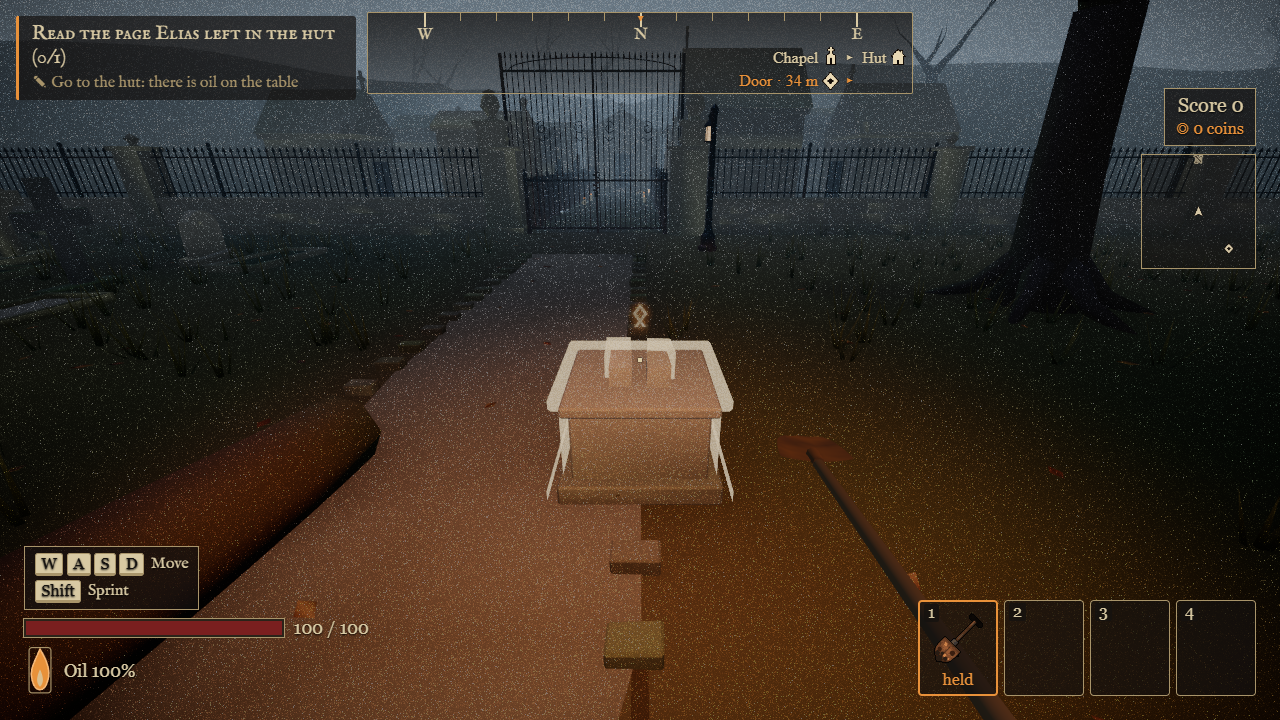 Read the page Elias left in the hut
(0/1)
Go to the hut: there is oil on the table
W N E
Chapel Hut
Door · 34 m
Score 0
0 coins
W A S D Move
Shift Sprint
100 / 100
Oil 100%
1 2 3 4
held